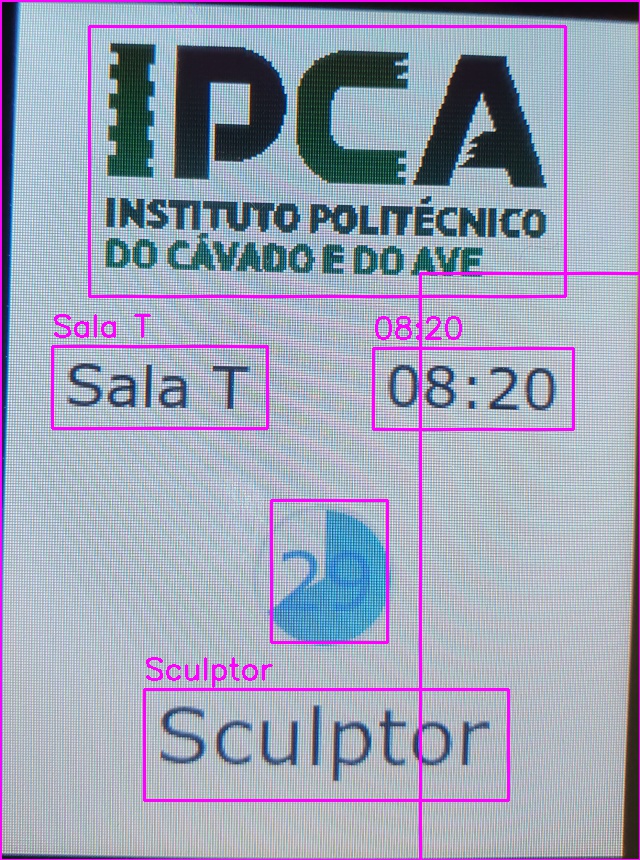 IPCA
INSTITUTO POLITÉCNICO
DO CÁVADO E DO AVE
Sala T 08:20
Sala T 08:20
29
Sculptor
Sculptor